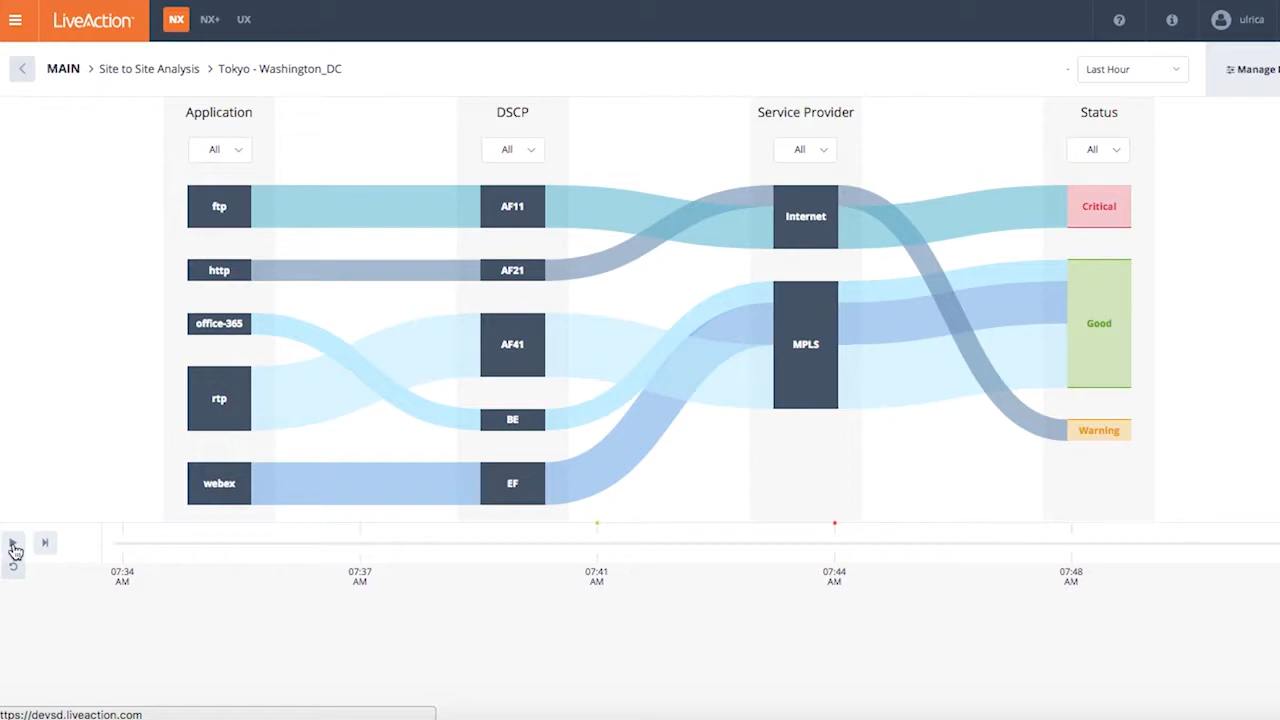 LiveAction
NX NX+ UX
ulrica
MAIN > Site to Site Analysis > Tokyo - Washington_DC
- Last Hour
Manage
Application DSCP Service Provider Status
All All All All
ftp AF11 Internet Critical
http AF21
office-365 AF41 MPLS Good
rtp
BE Warning
webex EF
07:34 AM
07:37 AM
07:41 AM
07:44 AM
07:48 AM
ttps://devsd.liveaction.com